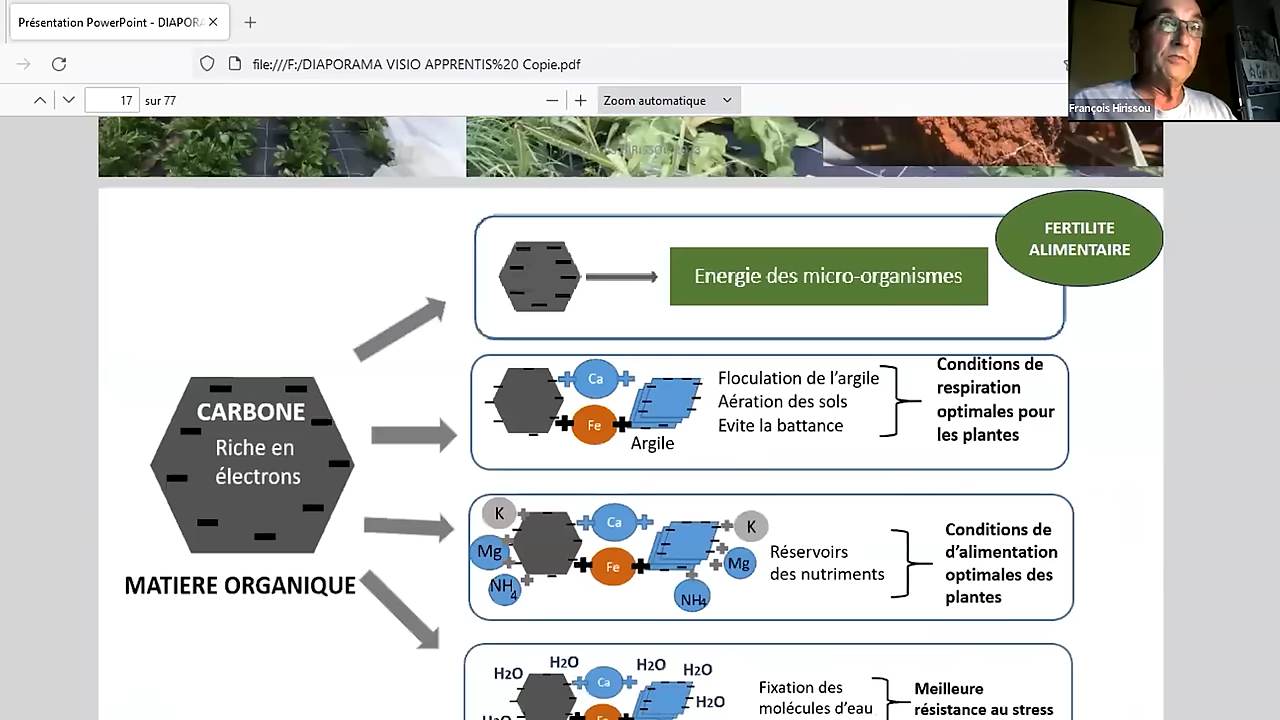 Présentation PowerPoint - DIAPORA
file:///F:/DIAPORAMA VISIO APPRENTIS%20 Copie.pdf
17 sur 77
Zoom automatique
François Hirissou
FERTILITE
ALIMENTAIRE
Energie des micro-organismes
CARBONE
Riche en
électrons
MATIERE ORGANIQUE
Ca
Fe
Argile
Floculation de l'argile
Aération des sols
Evite la battance
Conditions de
respiration
optimales pour
les plantes
K
Mg
NH4
Ca
Fe
K
Mg
NH4
Réservoirs
des nutriments
Conditions de
d'alimentation
optimales des
plantes
H2O
H2O
H2O
H2O
H2O
H2O
Ca
Fe
Fixation des
molécules d'eau
Meilleure
résistance au stress